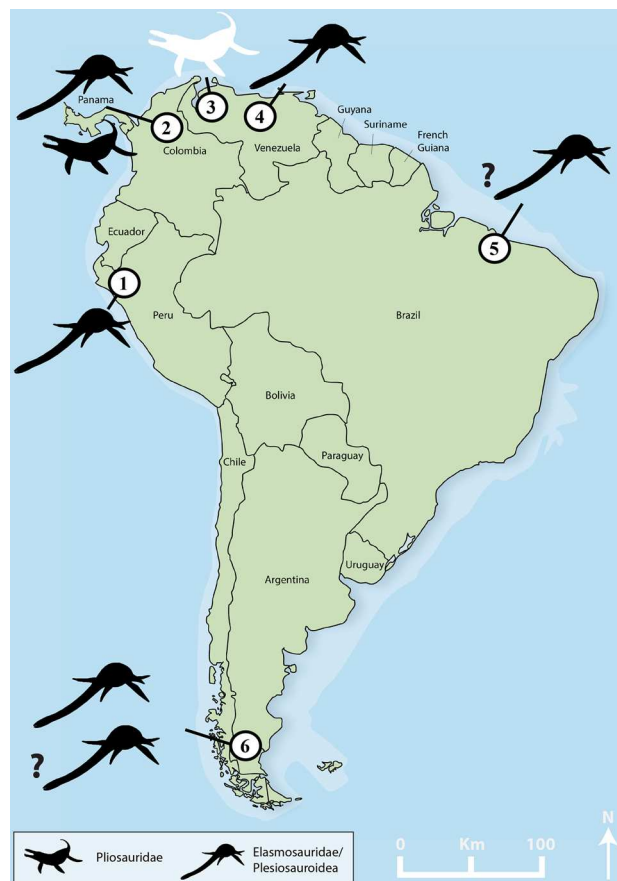 Panama
3
Guyana
2
4
Suriname
French
Guiana
Colombia
Venezuela
?
Ecuador
5
1
Peru
Brazil
Bolivia
Chile
Paraguay
Uruguay
Argentina
6
?
N
0 Km 100
Pliosauridae
Elasmosauridae/
Plesiosauroidea